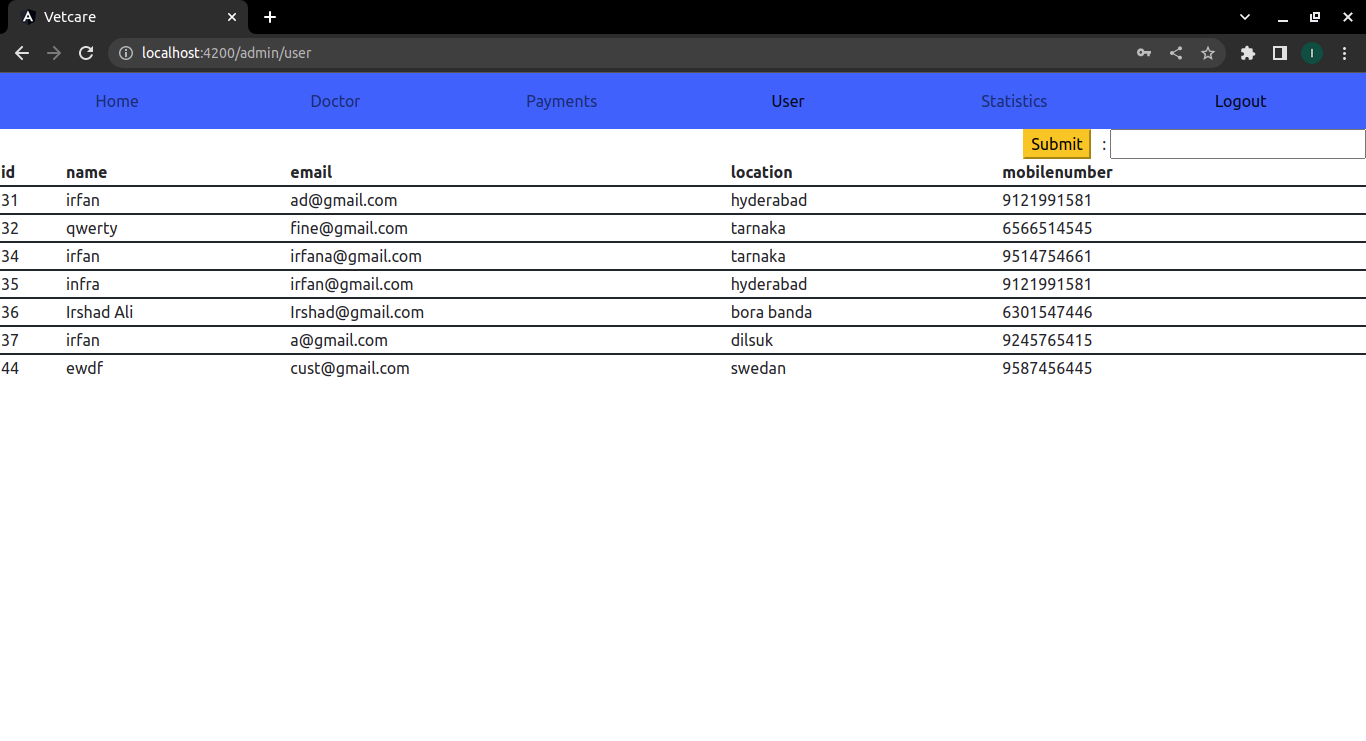 Vetcare
localhost:4200/admin/user
I
Home Doctor Payments User Statistics Logout
Submit :
id name email location mobilenumber
31 irfan ad@gmail.com hyderabad 9121991581
32 qwerty fine@gmail.com tarnaka 6566514545
34 irfan irfana@gmail.com tarnaka 9514754661
35 infra irfan@gmail.com hyderabad 9121991581
36 Irshad Ali Irshad@gmail.com bora banda 6301547446
37 irfan a@gmail.com dilsuk 9245765415
44 ewdf cust@gmail.com swedan 9587456445